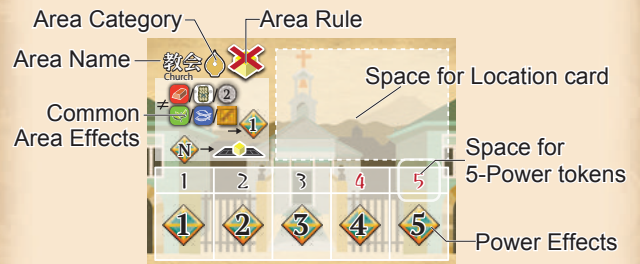 Area Category
Area Rule
Area Name
教会
Church
Space for Location card
Common
Area Effects
2
1
N
Space for
5-Power tokens
1 2 3 4 5
1 2 3 4 5
Power Effects